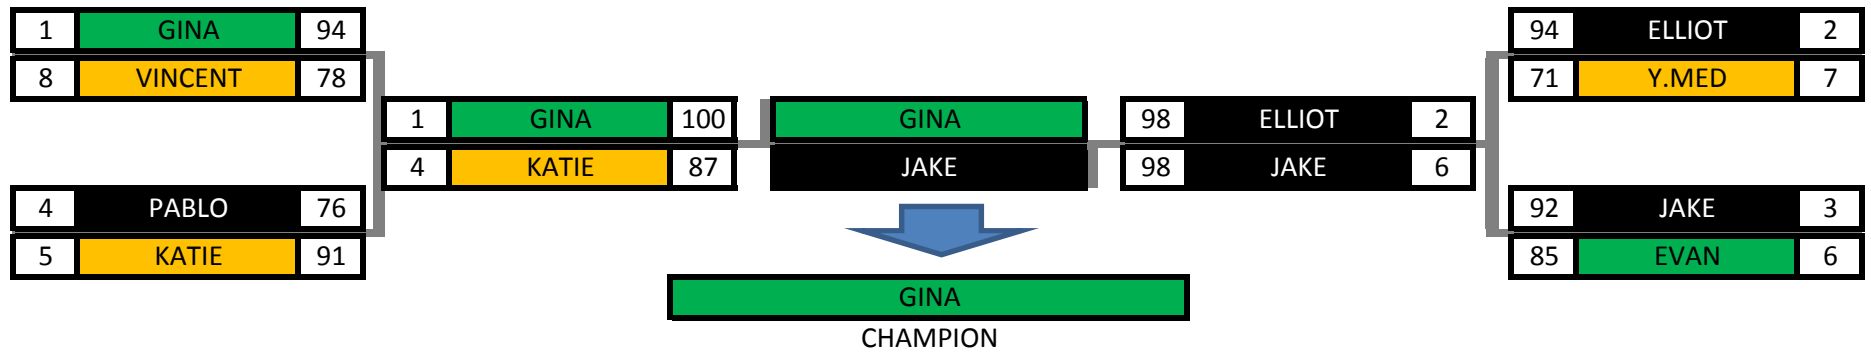 1 GINA 94
8 VINCENT 78
4 PABLO 76
5 KATIE 91
1 GINA 100
4 KATIE 87
GINA
JAKE
98 ELLIOT 2
98 JAKE 6
94 ELLIOT 2
71 Y.MED 7
92 JAKE 3
85 EVAN 6
GINA
CHAMPION